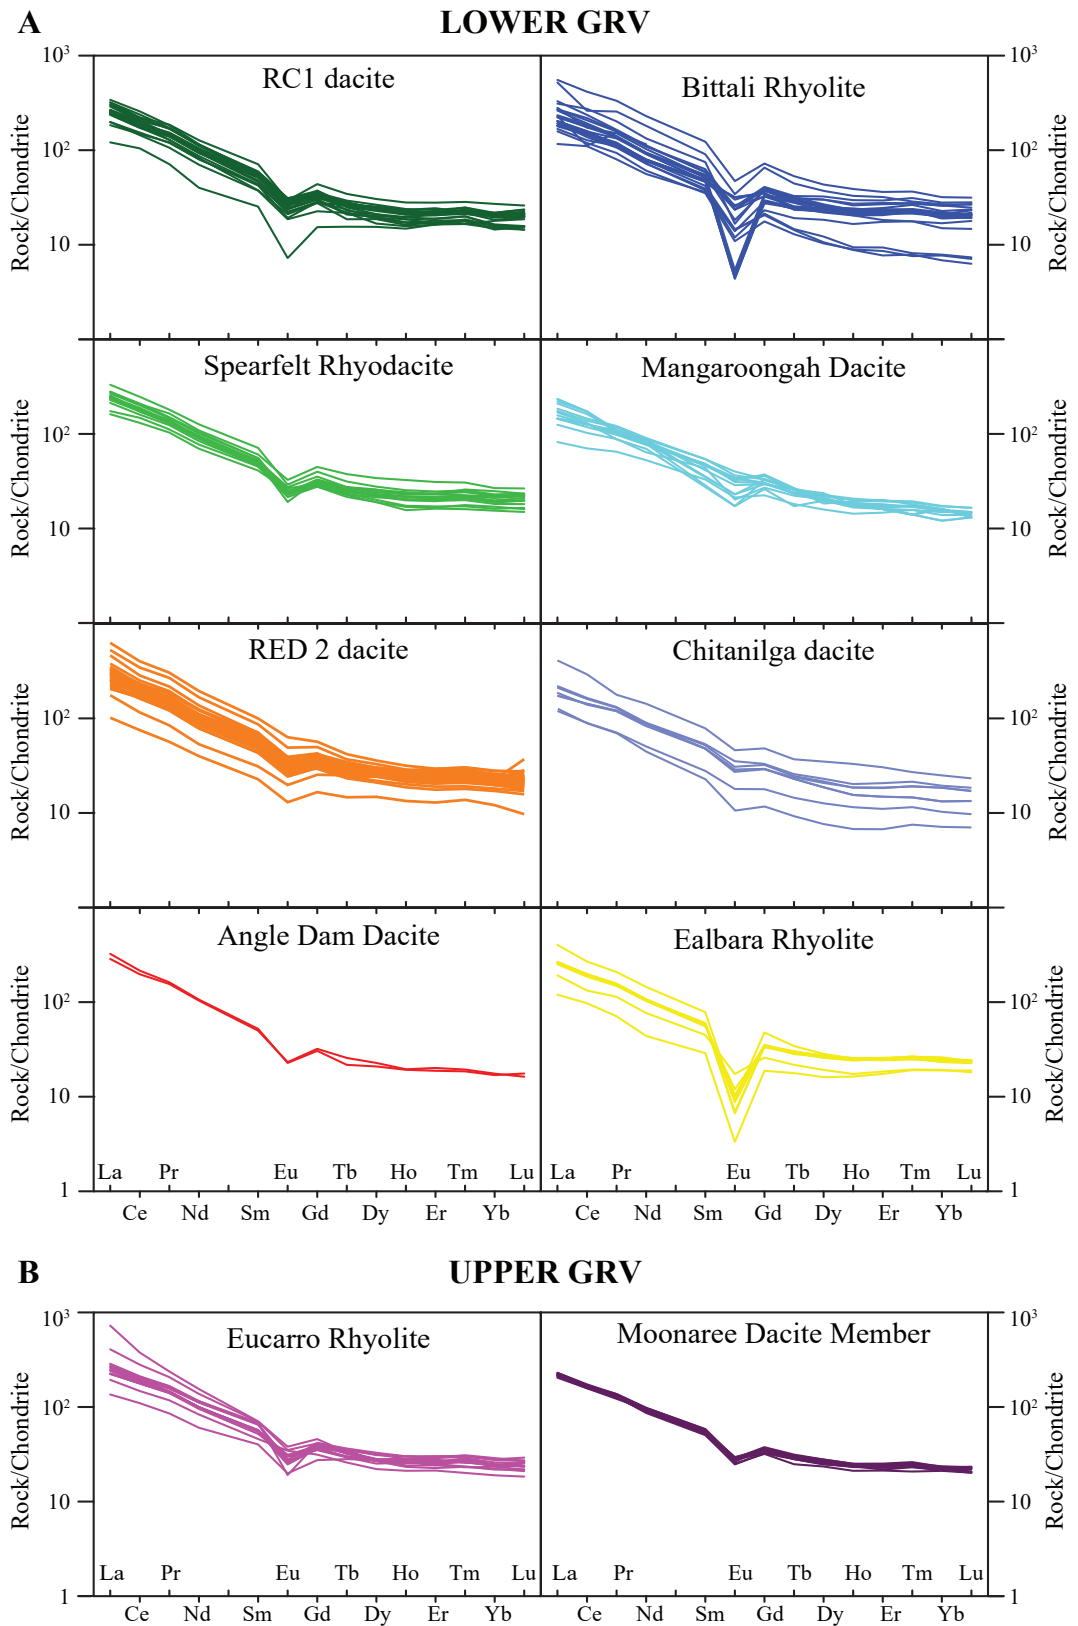 A
LOWER GRV
10³
RC1 dacite
Bittali Rhyolite
10³
10²
10²
10
10
Rock/Chondrite
Rock/Chondrite
Spearfelt Rhyodacite
Mangaroongah Dacite
10²
10²
10
10
Rock/Chondrite
Rock/Chondrite
RED 2 dacite
Chitanilga dacite
10²
10²
10
10
Rock/Chondrite
Rock/Chondrite
Angle Dam Dacite
Ealbara Rhyolite
10²
10²
10
10
Rock/Chondrite
Rock/Chondrite
La Pr Eu Tb Ho Tm Lu
La Pr Eu Tb Ho Tm Lu
1
1
Ce Nd Sm Gd Dy Er Yb
Ce Nd Sm Gd Dy Er Yb
B
UPPER GRV
10³
Eucarro Rhyolite
Moonaree Dacite Member
10³
10²
10²
10
10
Rock/Chondrite
Rock/Chondrite
La Pr Eu Tb Ho Tm Lu
La Pr Eu Tb Ho Tm Lu
1
1
Ce Nd Sm Gd Dy Er Yb
Ce Nd Sm Gd Dy Er Yb